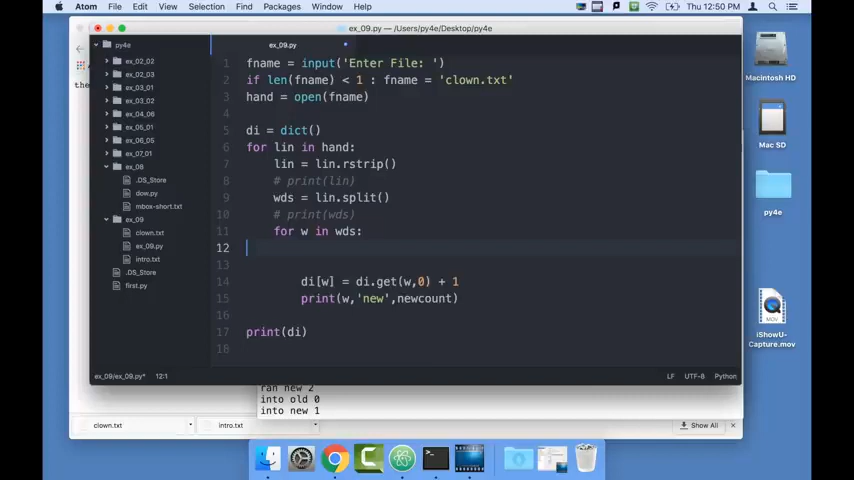 Atom File Edit View Selection Find Packages Window Help
Thu 12:50 PM
ex_09.py — /Users/py4e/Desktop/py4e
py4e
ex_09.py
ex_02_02
ex_02_03
ex_03_01
ex_03_02
ex_04_06
ex_05_01
ex_06_05
ex_07_01
ex_08
.DS_Store
dow.py
mbox-short.txt
ex_09
clown.txt
ex_09.py
intro.txt
.DS_Store
first.py
the
1 fname = input('Enter File: ')
2 if len(fname) < 1 : fname = 'clown.txt'
3 hand = open(fname)
4
5 di = dict()
6 for lin in hand:
7 lin = lin.rstrip()
8 # print(lin)
9 wds = lin.split()
10 # print(wds)
11 for w in wds:
12
13
14 di[w] = di.get(w,0) + 1
15 print(w,'new',newcount)
16
17 print(di)
18
ex_09/ex_09.py* 12:1
LF UTF-8 Python
ran new 2
into old 0
into new 1
clown.txt
intro.txt
Show All
Macintosh HD
Mac SD
py4e
MOV
iShowU-
Capture.mov